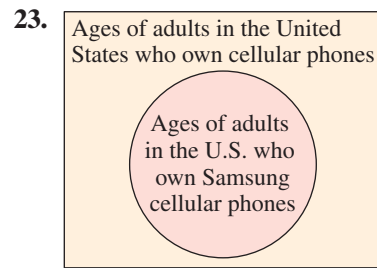 23.
Ages of adults in the United
States who own cellular phones
Ages of adults
in the U.S. who
own Samsung
cellular phones